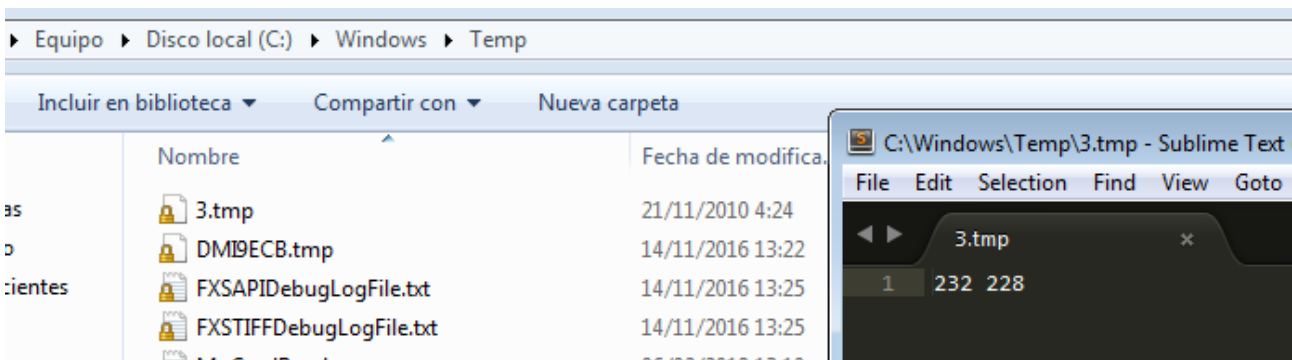 Equipo Disco local (C:) Windows Temp
Incluir en biblioteca Compartir con Nueva carpeta
Nombre Fecha de modifica.
as
3.tmp 21/11/2010 4:24
o
DMI9ECB.tmp 14/11/2016 13:22
cientes
FXSAPIDebugLogFile.txt 14/11/2016 13:25
FXSTIFFDebugLogFile.txt 14/11/2016 13:25
C:\Windows\Temp\3.tmp - Sublime Text
File Edit Selection Find View Goto
3.tmp ×
1 232 228